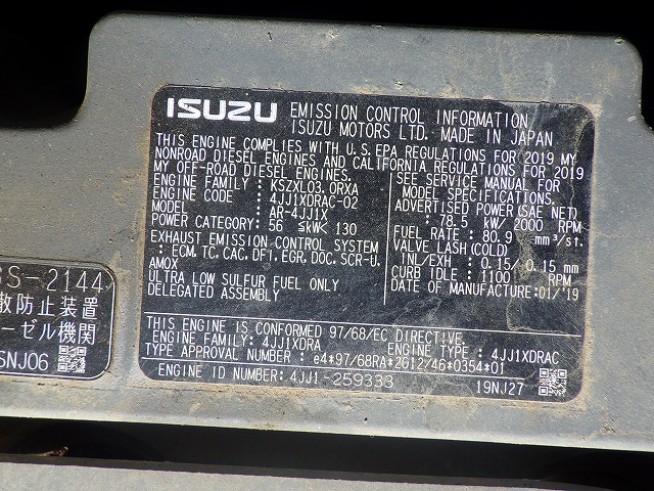 ISUZU EMISSION CONTROL INFORMATION
ISUZU MOTORS LTD. MADE IN JAPAN
THIS ENGINE COMPLIES WITH U.S.EPA REGULATIONS FOR 2019 MY
NONROAD DIESEL ENGINES AND CALIFORNIA REGULATIONS FOR 2019
MY OFF-ROAD DIESEL ENGINES.
ENGINE FAMILY : KSZXL03.0RXA
ENGINE CODE : 4JJ1XDRAC-02
MODEL : AR-4JJ1X
POWER CATEGORY: 56 ≤kW< 130
EXHAUST EMISSION CONTROL SYSTEM
: ECM, TC, CAC, DFI, EGR, DOC, SCR-U,
AMOX
ULTRA LOW SULFUR FUEL ONLY
DELEGATED ASSEMBLY
SEE SERVICE MANUAL FOR
MODEL SPECIFICATIONS.
ADVERTISED POWER(SAE NET)
: 78.5 kW/ 2000 RPM
FUEL RATE: 80.9 mm³/st.
VALVE LASH(COLD)
INL/EXH : 0.15/ 0.15 mm
CURB IDLE : 1100 RPM
DATE OF MANUFACTURE:01/'19
THIS ENGINE IS CONFORMED 97/68/EC DIRECTIVE.
ENGINE FAMILY: 4JJ1XDRA ENGINE TYPE: 4JJ1XDRAC
TYPE APPROVAL NUMBER : e4*97/68RA*2612/46*0354*01
ENGINE ID NUMBER: 4JJ1-259333 19NJ27
S-2144
散防止装置
ーゼル機関
SNJ06